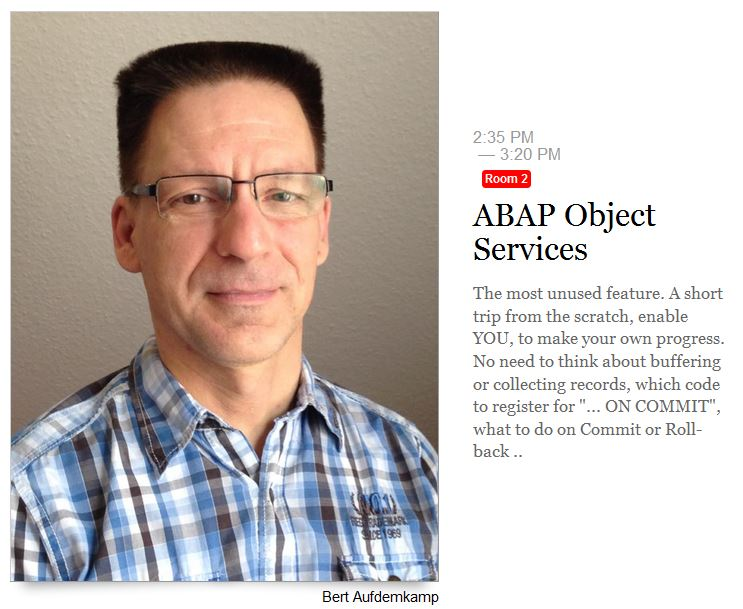 2:35 PM
— 3:20 PM
Room 2
ABAP Object
Services
The most unused feature. A short
trip from the scratch, enable
YOU, to make your own progress.
No need to think about buffering
or collecting records, which code
to register for "... ON COMMIT",
what to do on Commit or Roll-
back ..
SINCE 1969
Bert Aufdemkamp